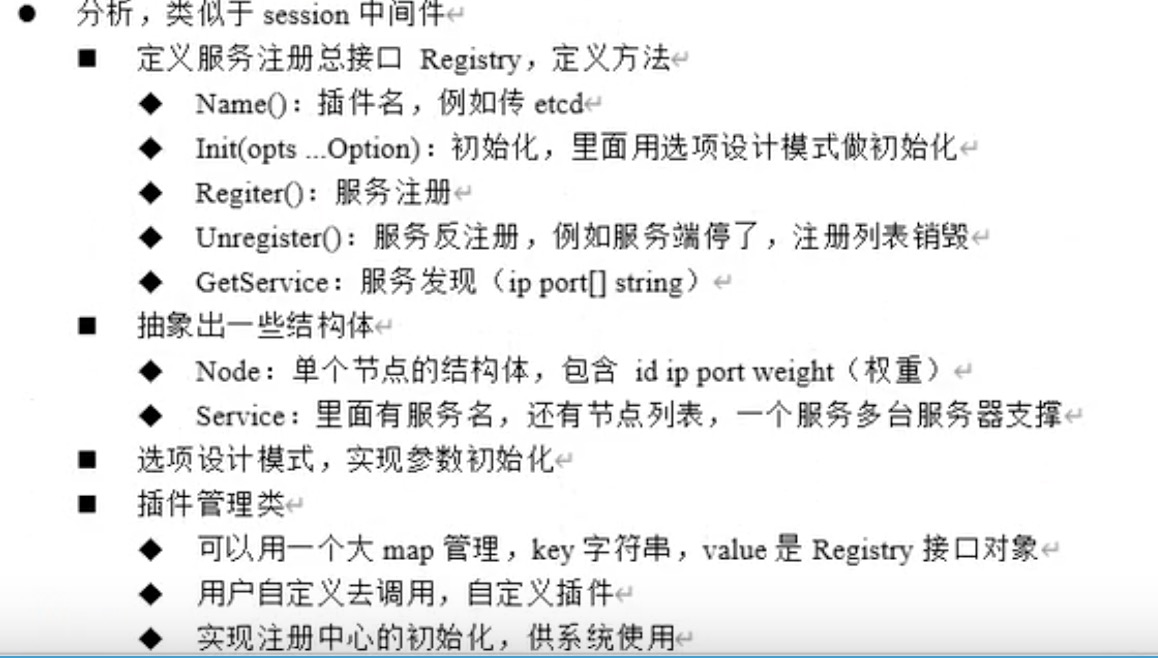 分析，类似于 session 中间件
定义服务注册总接口 Registry，定义方法
Name()：插件名，例如传 etcd
Init(opts ...Option)：初始化，里面用选项设计模式做初始化
Regiter()：服务注册
Unregister()：服务反注册，例如服务端停了，注册列表销毁
GetService：服务发现（ip port[] string）
抽象出一些结构体
Node：单个节点的结构体，包含 id ip port weight（权重）
Service：里面有服务名，还有节点列表，一个服务多台服务器支撑
选项设计模式，实现参数初始化
插件管理类
可以用一个大 map 管理，key 字符串，value 是 Registry 接口对象
用户自定义去调用，自定义插件
实现注册中心的初始化，供系统使用